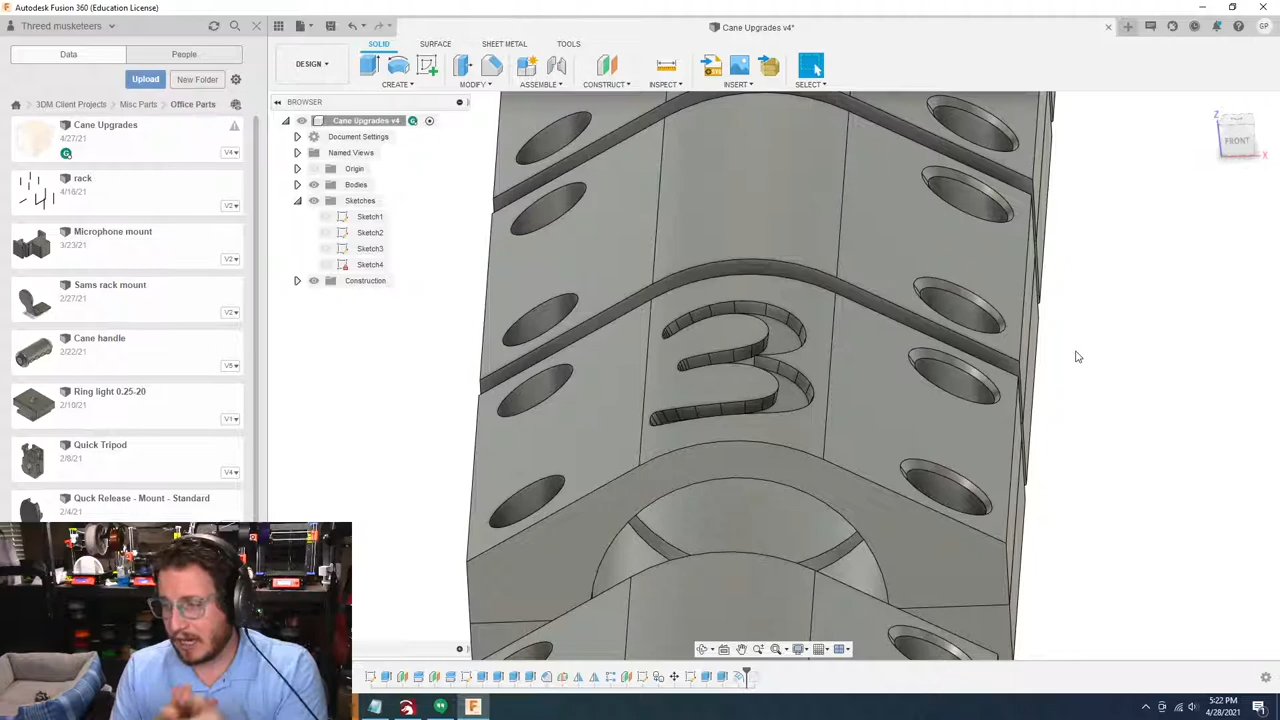 Autodesk Fusion 360 (Education License)
Threed musketeers
Cane Upgrades v4*
GP
Data
People
Upload
New Folder
3DM Client Projects
Misc Parts
Office Parts
Cane Upgrades
4/27/21
G
V4
rack
4/16/21
V2
Microphone mount
3/23/21
V2
Sams rack mount
2/27/21
V2
Cane handle
2/22/21
V5
Ring light 0.25-20
2/10/21
V1
Quick Tripod
2/8/21
V4
Quck Release - Mount - Standard
2/4/21
SOLID
SURFACE
SHEET METAL
TOOLS
DESIGN
CREATE
MODIFY
ASSEMBLE
CONSTRUCT
INSPECT
INSERT
SELECT
BROWSER
Cane Upgrades v4
G
Document Settings
Named Views
Origin
Bodies
Sketches
Sketch1
Sketch2
Sketch3
Sketch4
Construction
3
Z
FRONT
X
F
5:22 PM
4/28/2021